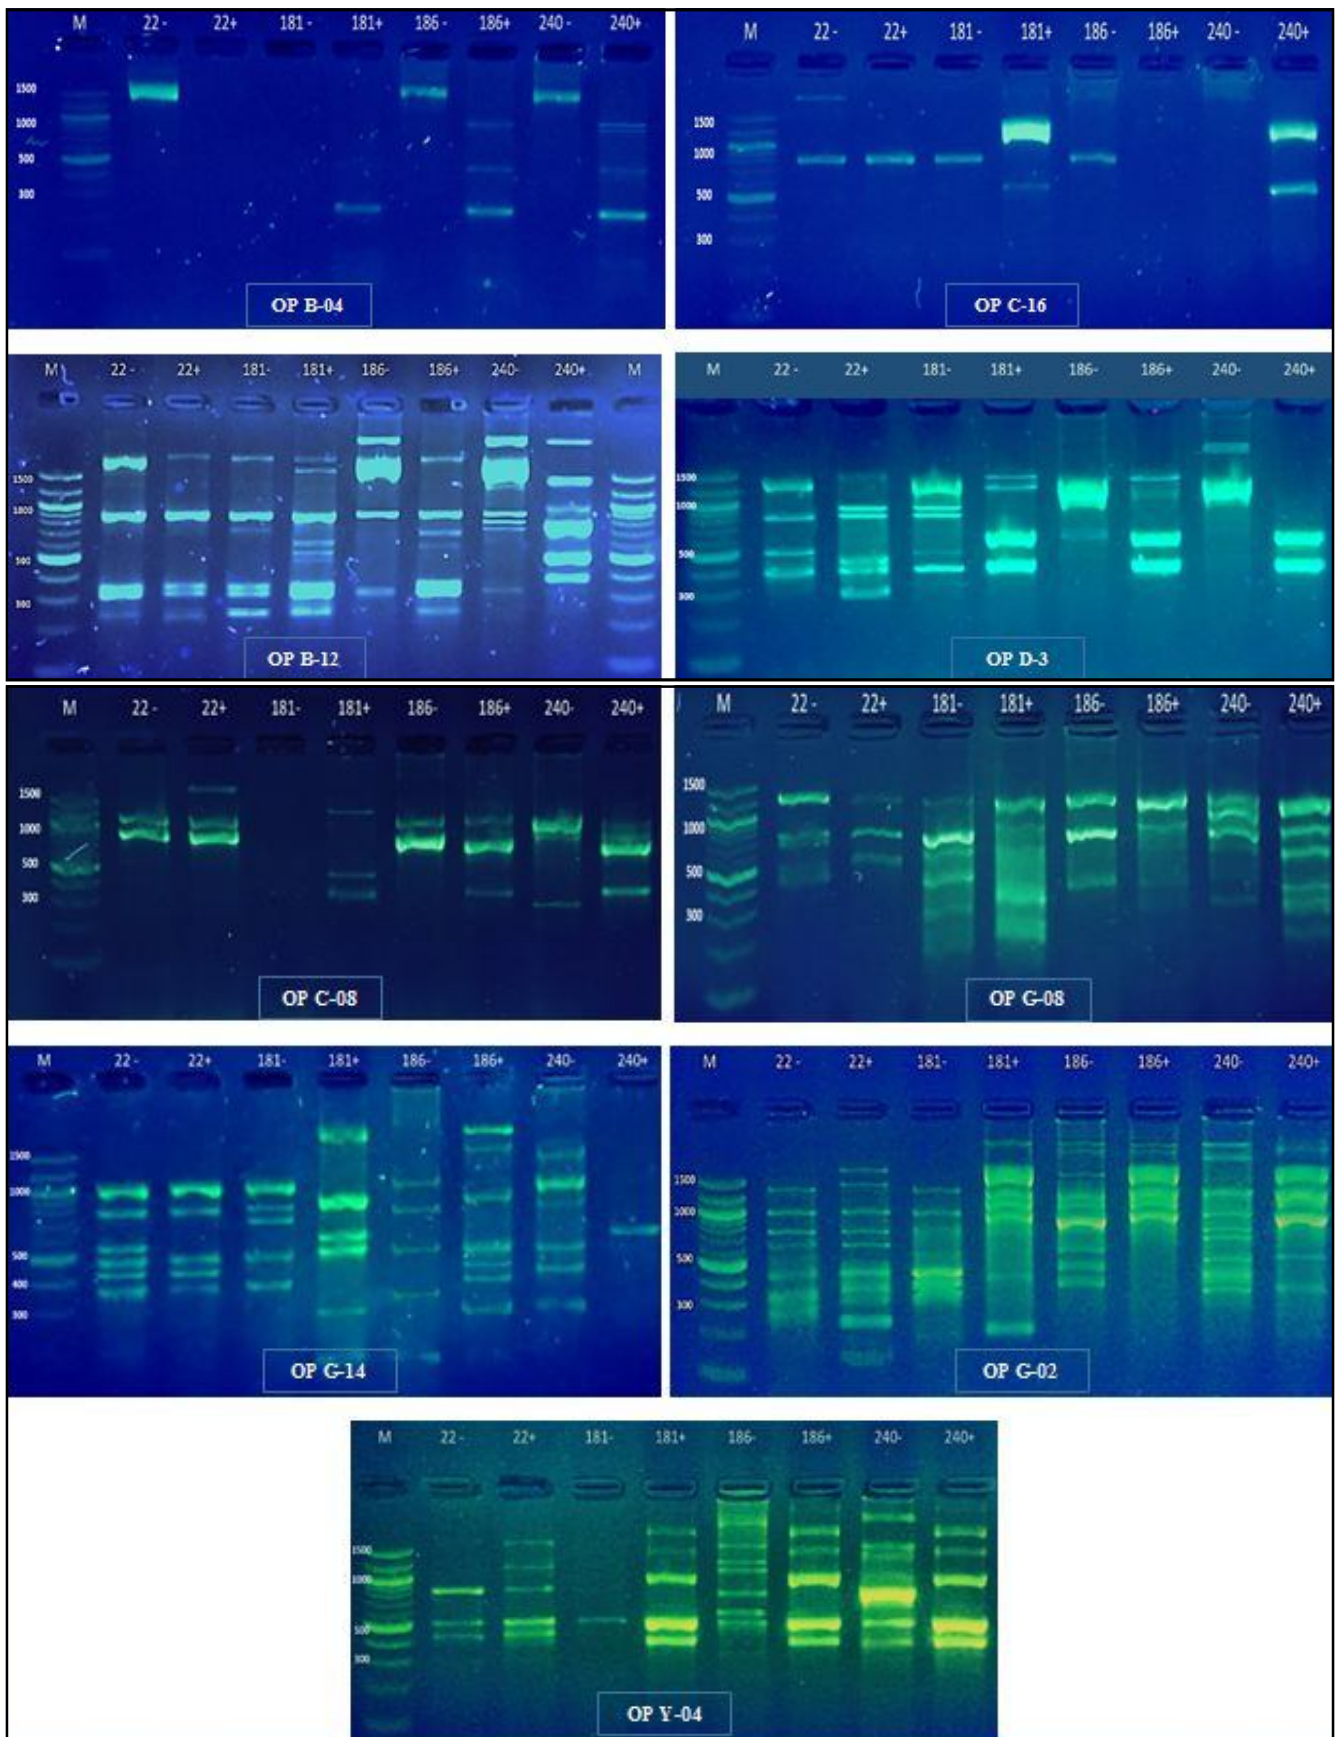 M 22 - 22+ 181 - 181+ 186 - 186+ 240 - 240+
1500
1000
500
300
OP B-04
M 22 - 22+ 181 - 181+ 186 - 186+ 240 - 240+
1500
1000
500
300
OP C-16
M 22 - 22+ 181- 181+ 186- 186+ 240- 240+ M
1500
1000
500
300
OP B-12
M 22 - 22+ 181- 181+ 186- 186+ 240- 240+
1500
1000
500
300
OP D-3
M 22 - 22+ 181- 181+ 186- 186+ 240- 240+
1500
1000
500
300
OP C-08
M 22 - 22+ 181- 181+ 186- 186+ 240- 240+
1500
1000
500
300
OP G-08
M 22 - 22+ 181- 181+ 186- 186+ 240- 240+
1500
1000
500
400
300
OP G-14
M 22 - 22+ 181- 181+ 186- 186+ 240- 240+
1500
1000
500
300
OP G-02
M 22 - 22+ 181- 181+ 186- 186+ 240- 240+
1500
1000
500
300
OP Y-04